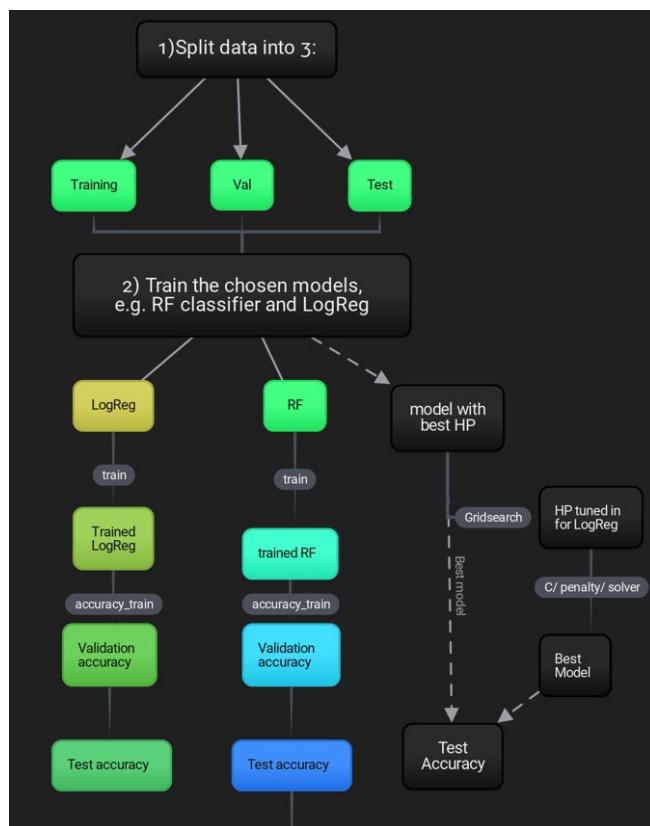 1)Split data into 3:
Training
Val
Test
2) Train the chosen models,
e.g. RF classifier and LogReg
LogReg
RF
model with
best HP
train
train
Gridsearch
HP tuned in
for LogReg
Trained
LogReg
trained RF
Best model
C/ penalty/ solver
accuracy_train
accuracy_train
Validation
accuracy
Validation
accuracy
Best
Model
Test accuracy
Test accuracy
Test
Accuracy